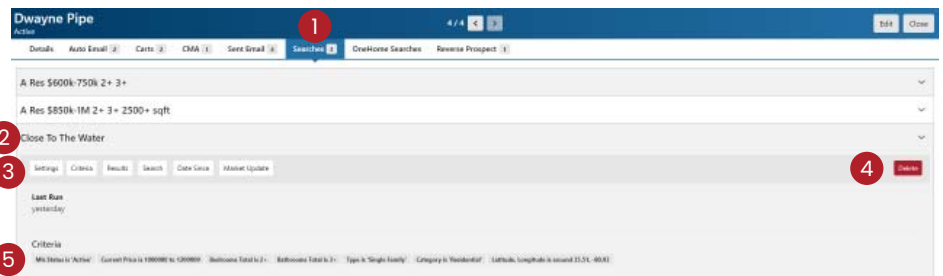 Dwayne Pipe
Active
1
4/4
Edit Close
Details Auto Email 2 Carts 2 CMA 1 Sent Email 4 Searches 3 OneHome Searches Reverse Prospect 1
A Res $600k-750k 2+ 3+
A Res $850k-1M 2+ 3+ 2500+ sqft
2 Close To The Water
3 Settings Criteria Results Search Date Since Market Update 4 Delete
Last Run
yesterday
Criteria
5 Mls Status is 'Active' Current Price is 1000000 to 1200000 Bedrooms Total is 2+ Bathrooms Total is 3+ Type is 'Single Family' Category is 'Residential' Latitude, Longitude is around